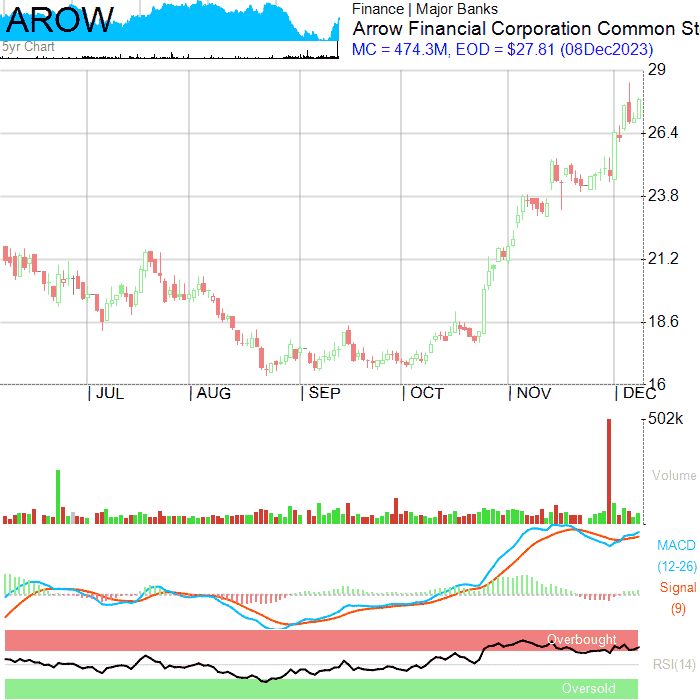 AROW
5yr Chart
Finance | Major Banks
Arrow Financial Corporation Common St
MC = 474.3M, EOD = $27.81 (08Dec2023)
29
26.4
23.8
21.2
18.6
16
JUL AUG SEP OCT NOV DEC
502k
Volume
MACD
(12-26)
Signal
(9)
Overbought
RSI(14)
Oversold